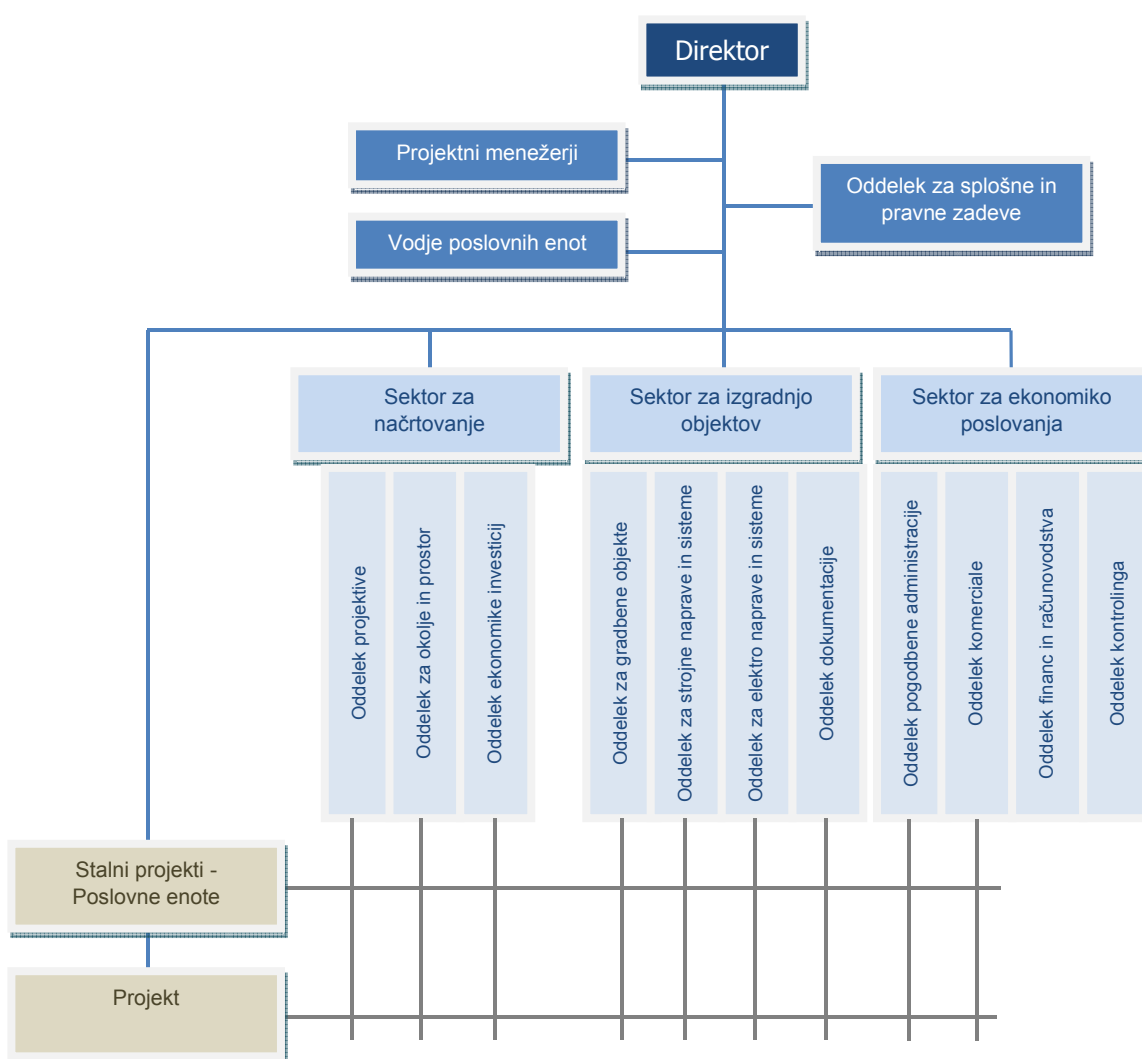 Direktor
Projektni menežerji
Oddelek za splošne in
pravne zadeve
Vodje poslovnih enot
Sektor za
načrtovanje
Sektor za izgradnjo
objektov
Sektor za ekonomiko
poslovanja
Oddelek projektive
Oddelek za okolje in prostor
Oddelek ekonomike investicij
Oddelek za gradbene objekte
Oddelek za strojne naprave in sisteme
Oddelek za elektro naprave in sisteme
Oddelek dokumentacije
Oddelek pogodbene administracije
Oddelek komerciale
Oddelek financ in računovodstva
Oddelek kontrolinga
Stalni projekti -
Poslovne enote
Projekt